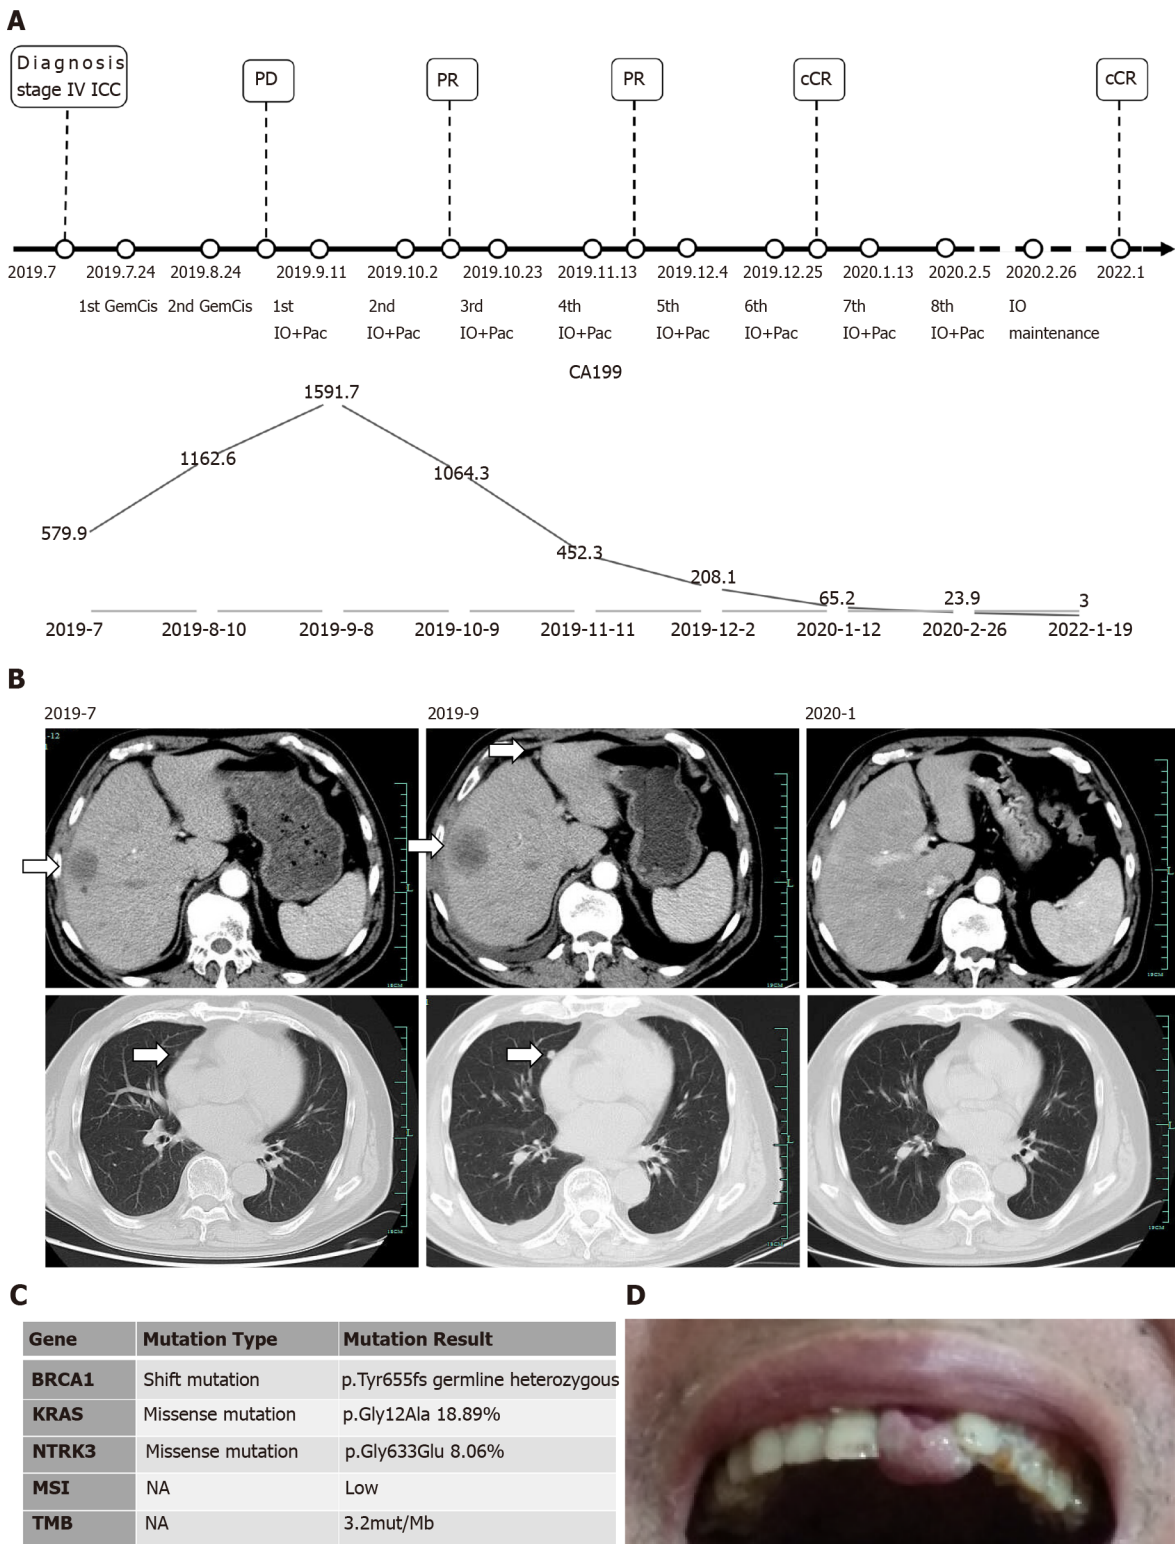 A
Diagnosis
stage IV ICC
PD
PR
PR
cCR
cCR
2019.7
2019.7.24
2019.8.24
2019.9.11
2019.10.2
2019.10.23
2019.11.13
2019.12.4
2019.12.25
2020.1.13
2020.2.5
2020.2.26
2022.1
1st GemCis
2nd GemCis
1st
IO+Pac
2nd
IO+Pac
3rd
IO+Pac
4th
IO+Pac
5th
IO+Pac
6th
IO+Pac
7th
IO+Pac
8th
IO+Pac
IO
maintenance
CA199
579.9
1162.6
1591.7
1064.3
452.3
208.1
65.2
23.9
3
2019-7
2019-8-10
2019-9-8
2019-10-9
2019-11-11
2019-12-2
2020-1-12
2020-2-26
2022-1-19
B
2019-7
2019-9
2020-1
-12
L
L
L
L
L
L
C
Gene Mutation Type Mutation Result
BRCA1 Shift mutation p.Tyr655fs germline heterozygous
KRAS Missense mutation p.Gly12Ala 18.89%
NTRK3 Missense mutation p.Gly633Glu 8.06%
MSI NA Low
TMB NA 3.2mut/Mb
D